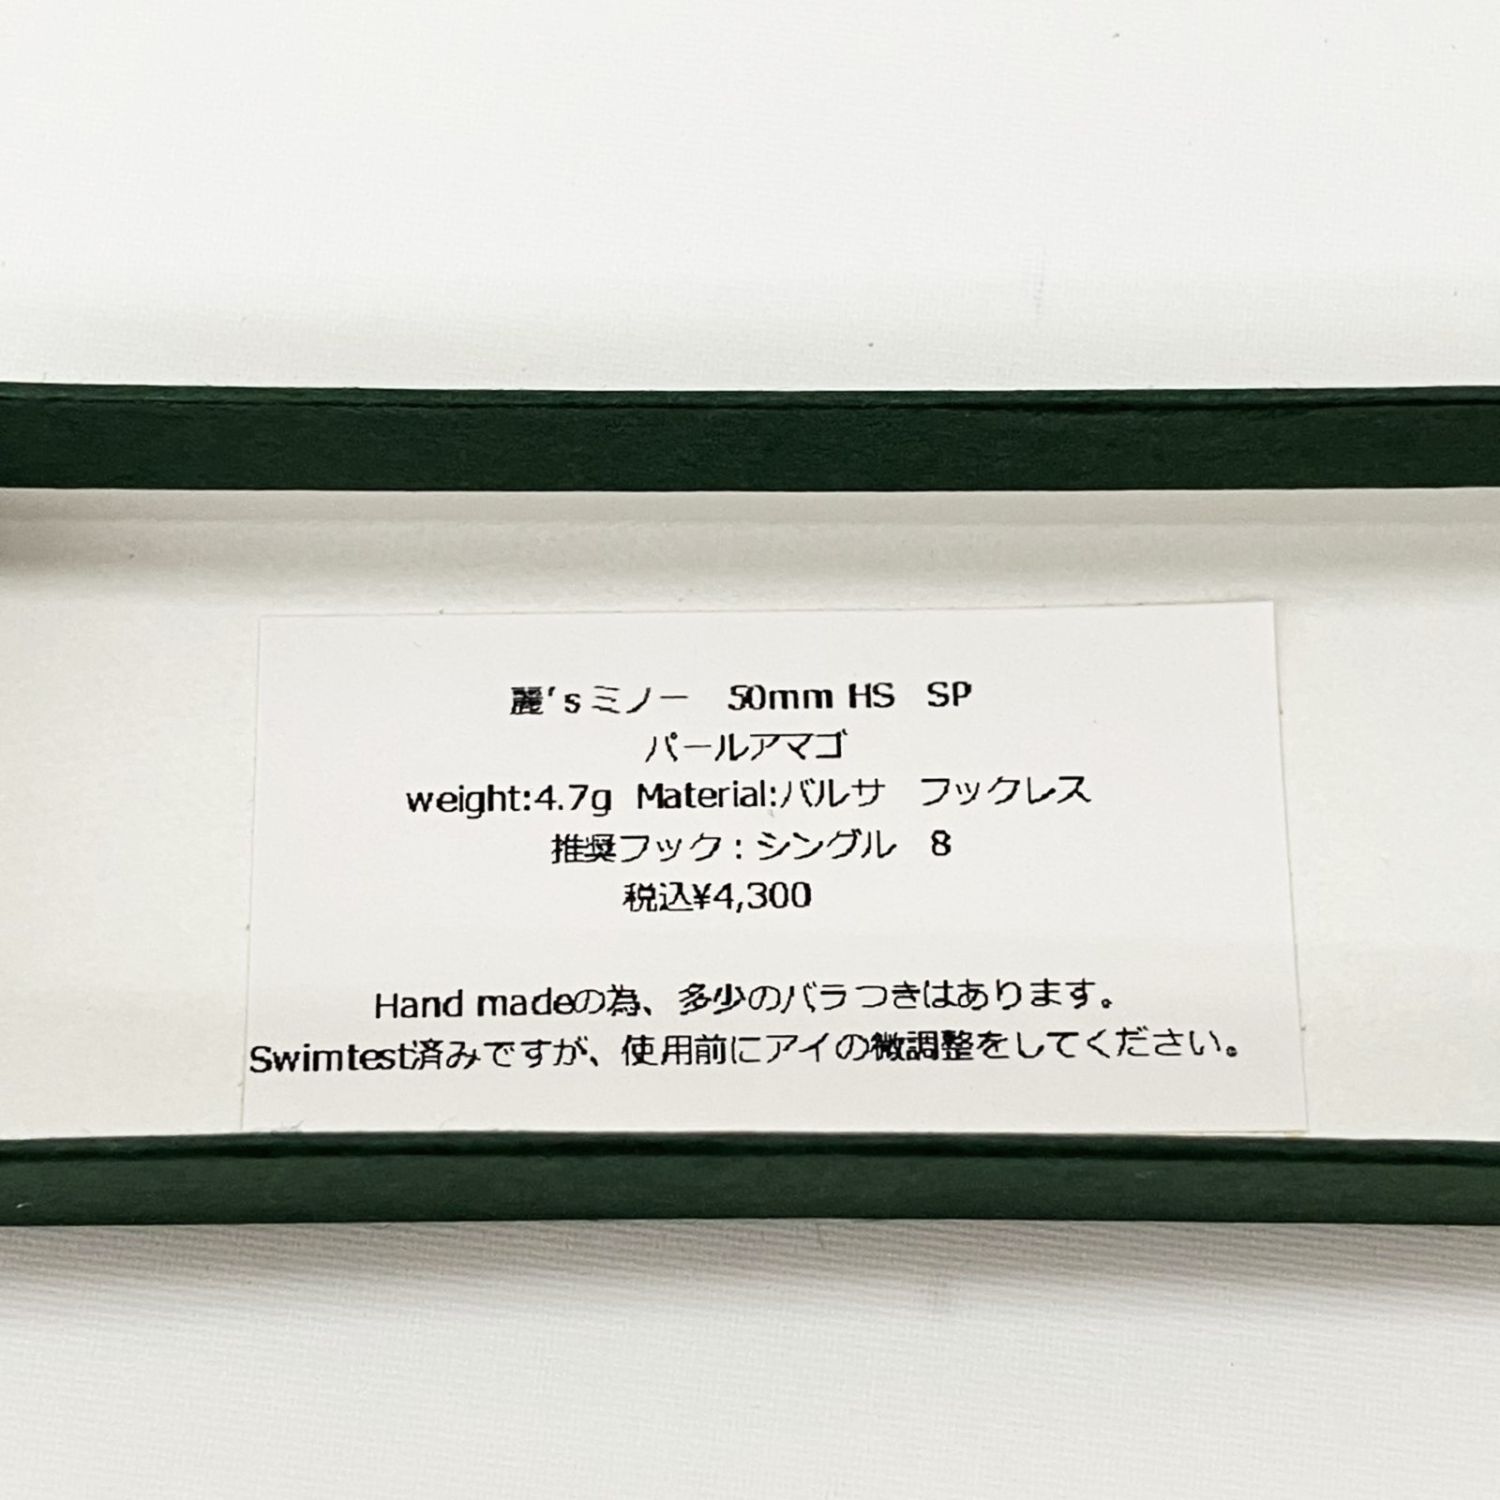 麗'sミノー　50mm HS　SP
パールアマゴ
weight:4.7g Material:バルサ　フックレス
推奨フック：シングル　8
税込¥4,300
Hand madeの為、多少のバラつきはあります。
Swimtest済みですが、使用前にアイの微調整をしてください。